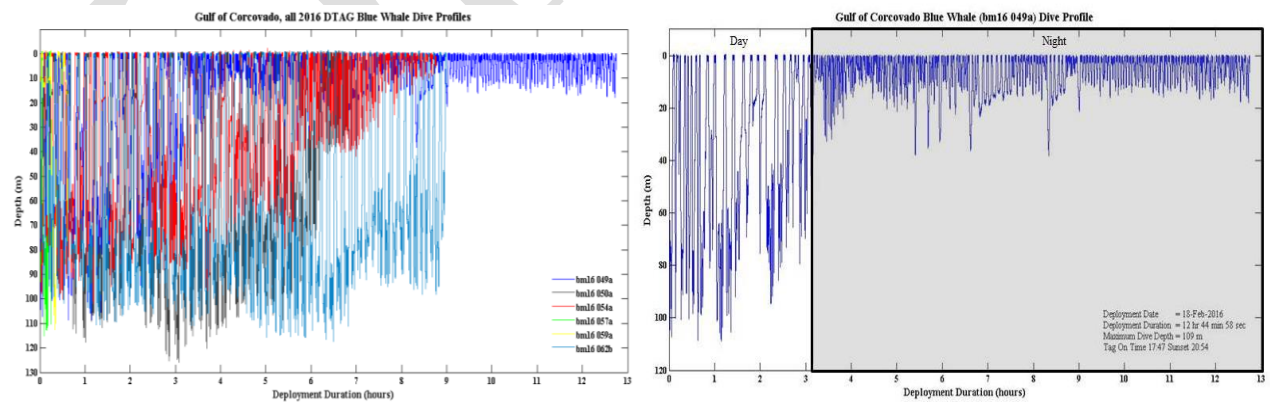 Gulf of Corcovado, all 2016 DTAG Blue Whale Dive Profiles
0
10
20
30
40
50
60
70
80
90
100
110
120
130
Depth (m)
bm16 049a
bm16 050a
bm16 054a
bm16 057a
bm16 059a
bm16 062b
0 1 2 3 4 5 6 7 8 9 10 11 12 13
Deployment Duration (hours)
Gulf of Corcovado Blue Whale (bm16 049a) Dive Profile
Day Night
0
20
40
60
80
100
120
Depth (m)
Deployment Date = 18-Feb-2016
Deployment Duration = 12 hr 44 min 58 sec
Maximum Dive Depth = 109 m
Tag On Time 17:47 Sunset 20:54
0 1 2 3 4 5 6 7 8 9 10 11 12 13
Deployment Duration (hours)